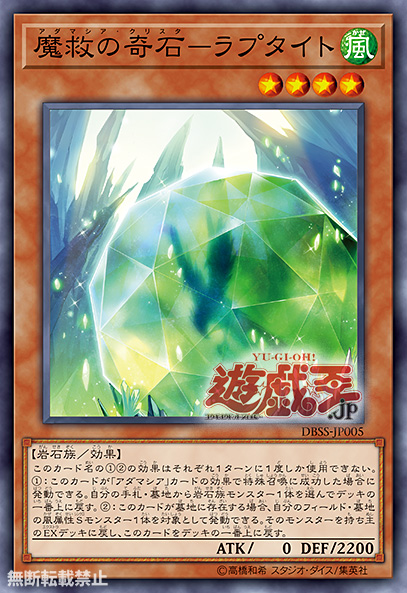 アダマシア・クリスタ
魔救の奇石－ラプタイト
かぜ
風
YU-GI-OH!
遊戯王
.JP
DBSS-JP005
がんせきぞく こうか
【岩石族／効果】
このカード名の①②の効果はそれぞれ1ターンに1度しか使用できない。
①：このカードが「アダマシア」カードの効果で特殊召喚に成功した場合に
発動できる。自分の手札・墓地から岩石族モンスター1体を選んでデッキの
一番上に戻す。②：このカードが墓地に存在する場合、自分のフィールド・墓地
の風属性Sモンスター1体を対象として発動できる。そのモンスターを持ち主
のEXデッキに戻し、このカードをデッキの一番上に戻す。
ATK/ 0 DEF/2200
無断転載禁止
©高橋和希 スタジオ・ダイス/集英社